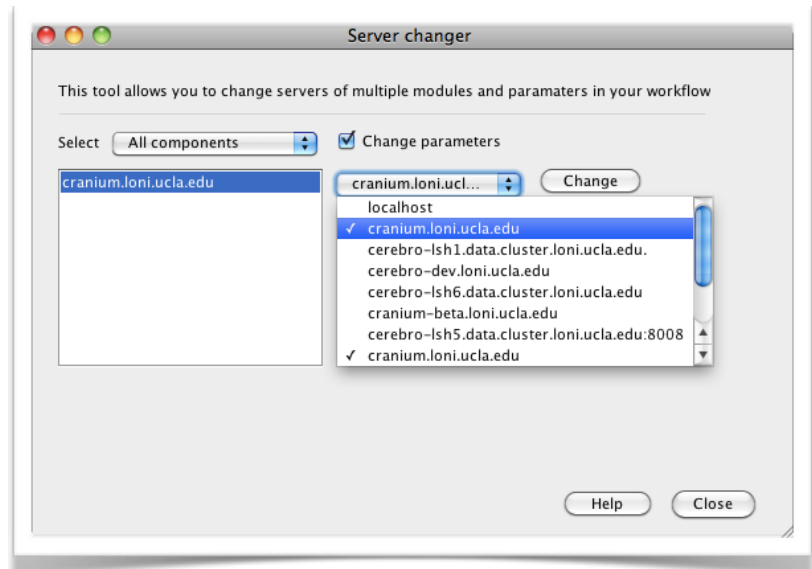 Server changer
This tool allows you to change servers of multiple modules and paramaters in your workflow
Select All components Change parameters
cranium.loni.ucla.edu cranium.loni.ucl... Change
localhost
✓ cranium.loni.ucla.edu
cerebro-lsh1.data.cluster.loni.ucla.edu.
cerebro-dev.loni.ucla.edu
cerebro-lsh6.data.cluster.loni.ucla.edu
cranium-beta.loni.ucla.edu
cerebro-lsh5.data.cluster.loni.ucla.edu:8008
✓ cranium.loni.ucla.edu
Help Close